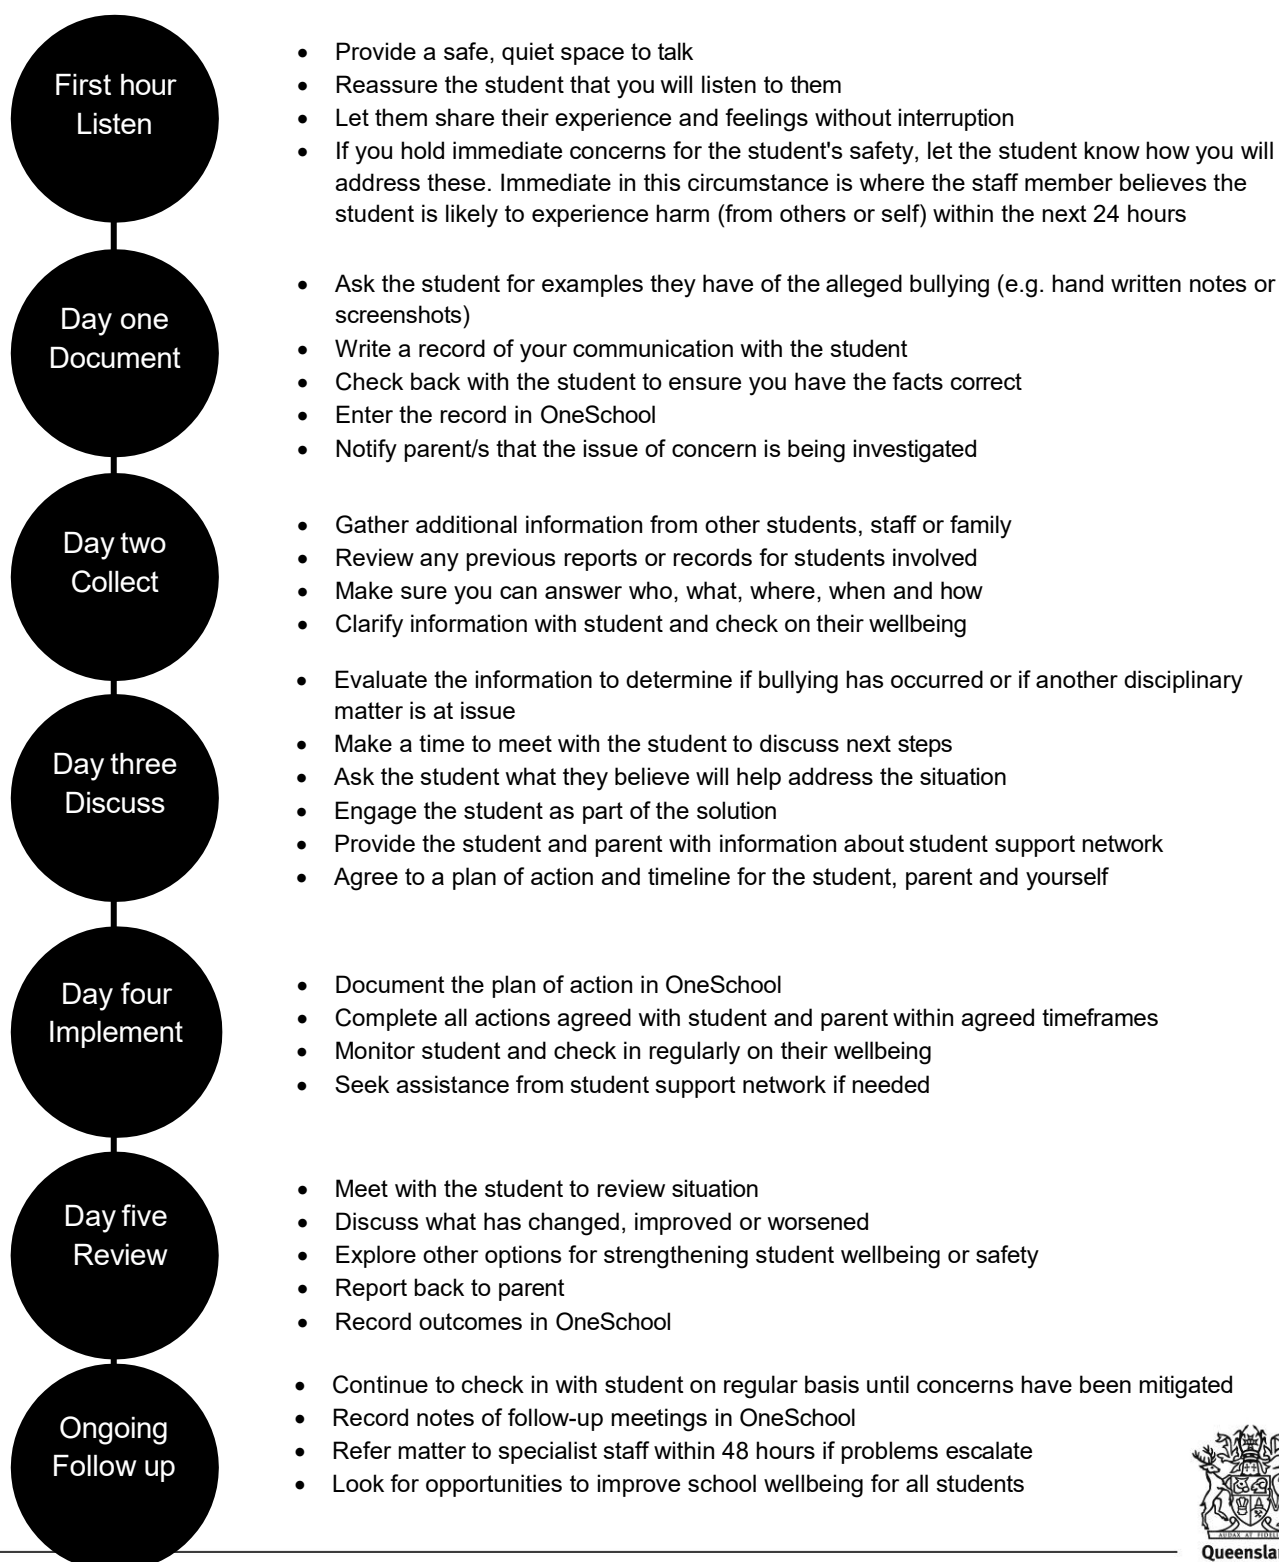 First hour
Listen
• Provide a safe, quiet space to talk
• Reassure the student that you will listen to them
• Let them share their experience and feelings without interruption
• If you hold immediate concerns for the student's safety, let the student know how you will
address these. Immediate in this circumstance is where the staff member believes the
student is likely to experience harm (from others or self) within the next 24 hours
Day one
Document
• Ask the student for examples they have of the alleged bullying (e.g. hand written notes or
screenshots)
• Write a record of your communication with the student
• Check back with the student to ensure you have the facts correct
• Enter the record in OneSchool
• Notify parent/s that the issue of concern is being investigated
Day two
Collect
• Gather additional information from other students, staff or family
• Review any previous reports or records for students involved
• Make sure you can answer who, what, where, when and how
• Clarify information with student and check on their wellbeing
Day three
Discuss
• Evaluate the information to determine if bullying has occurred or if another disciplinary
matter is at issue
• Make a time to meet with the student to discuss next steps
• Ask the student what they believe will help address the situation
• Engage the student as part of the solution
• Provide the student and parent with information about student support network
• Agree to a plan of action and timeline for the student, parent and yourself
Day four
Implement
• Document the plan of action in OneSchool
• Complete all actions agreed with student and parent within agreed timeframes
• Monitor student and check in regularly on their wellbeing
• Seek assistance from student support network if needed
Day five
Review
• Meet with the student to review situation
• Discuss what has changed, improved or worsened
• Explore other options for strengthening student wellbeing or safety
• Report back to parent
• Record outcomes in OneSchool
Ongoing
Follow up
• Continue to check in with student on regular basis until concerns have been mitigated
• Record notes of follow-up meetings in OneSchool
• Refer matter to specialist staff within 48 hours if problems escalate
• Look for opportunities to improve school wellbeing for all students
AUDAX AT